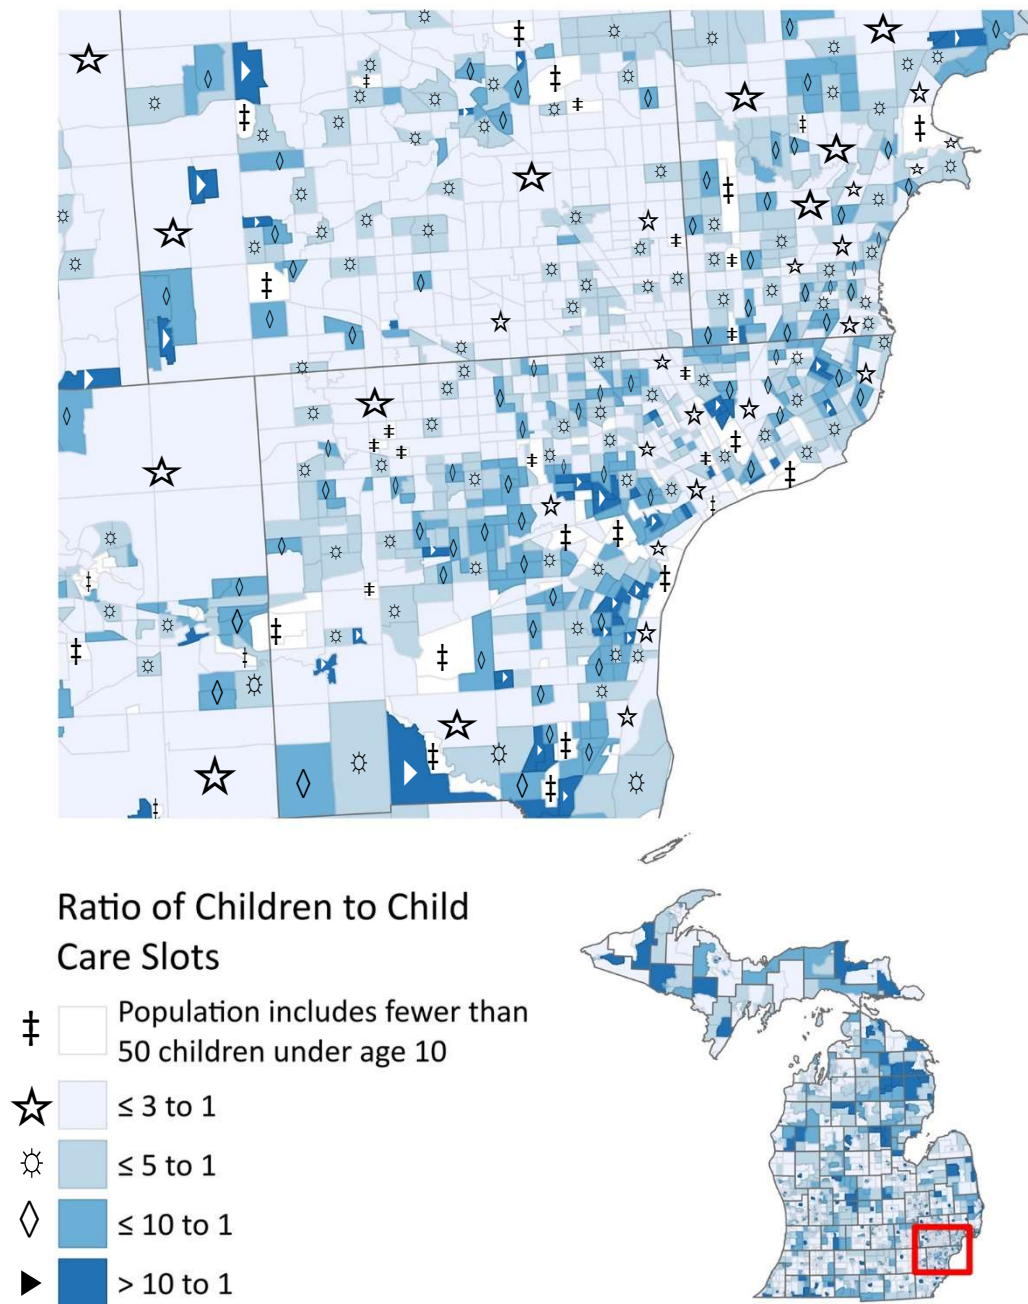 Ratio of Children to Child
Care Slots
Population includes fewer than
50 children under age 10
≤ 3 to 1
≤ 5 to 1
≤ 10 to 1
> 10 to 1